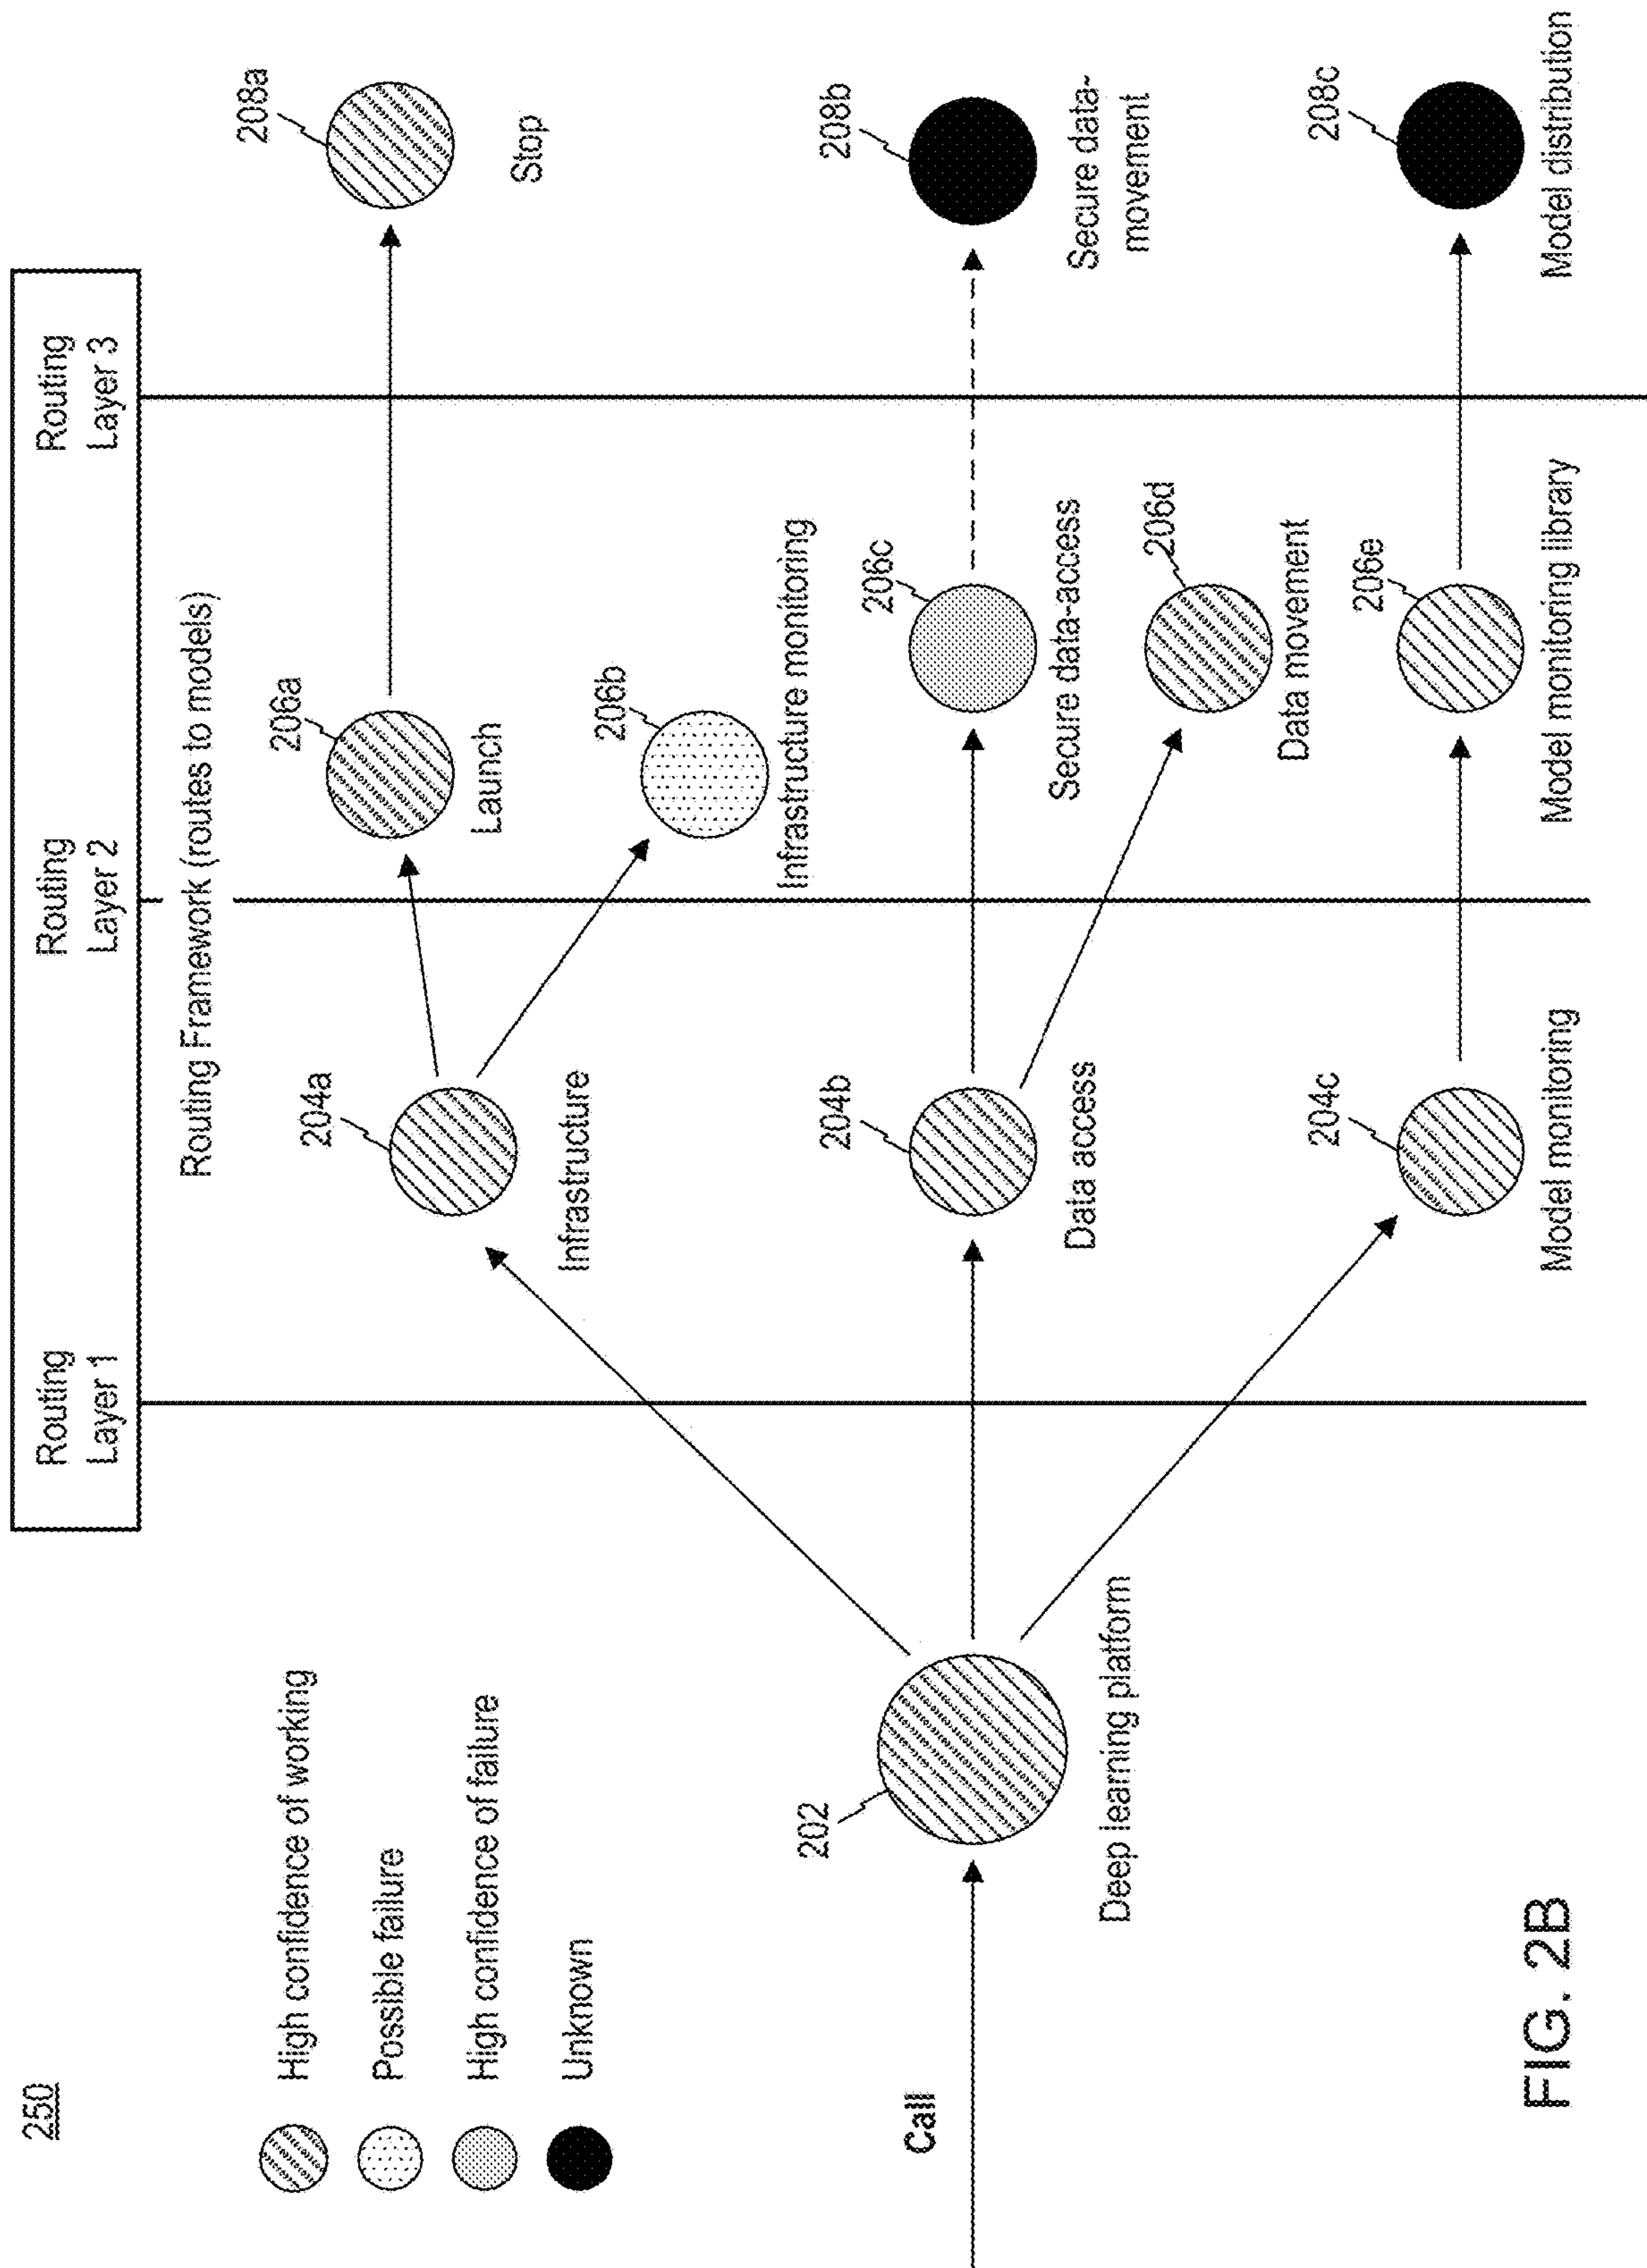 250
High confidence of working
Possible failure
High confidence of failure
Unknown
Routing
Layer 1
Routing
Layer 2
Routing
Layer 3
Routing Framework (routes to models)
Call
202
Deep learning platform
204a
Infrastructure
204b
Data access
204c
Model monitoring
206a
Launch
206b
Infrastructure monitoring
206c
Secure data-access
206d
Data movement
206e
Model monitoring library
208a
Stop
208b
Secure data-
movement
208c
Model distribution
FIG. 2B